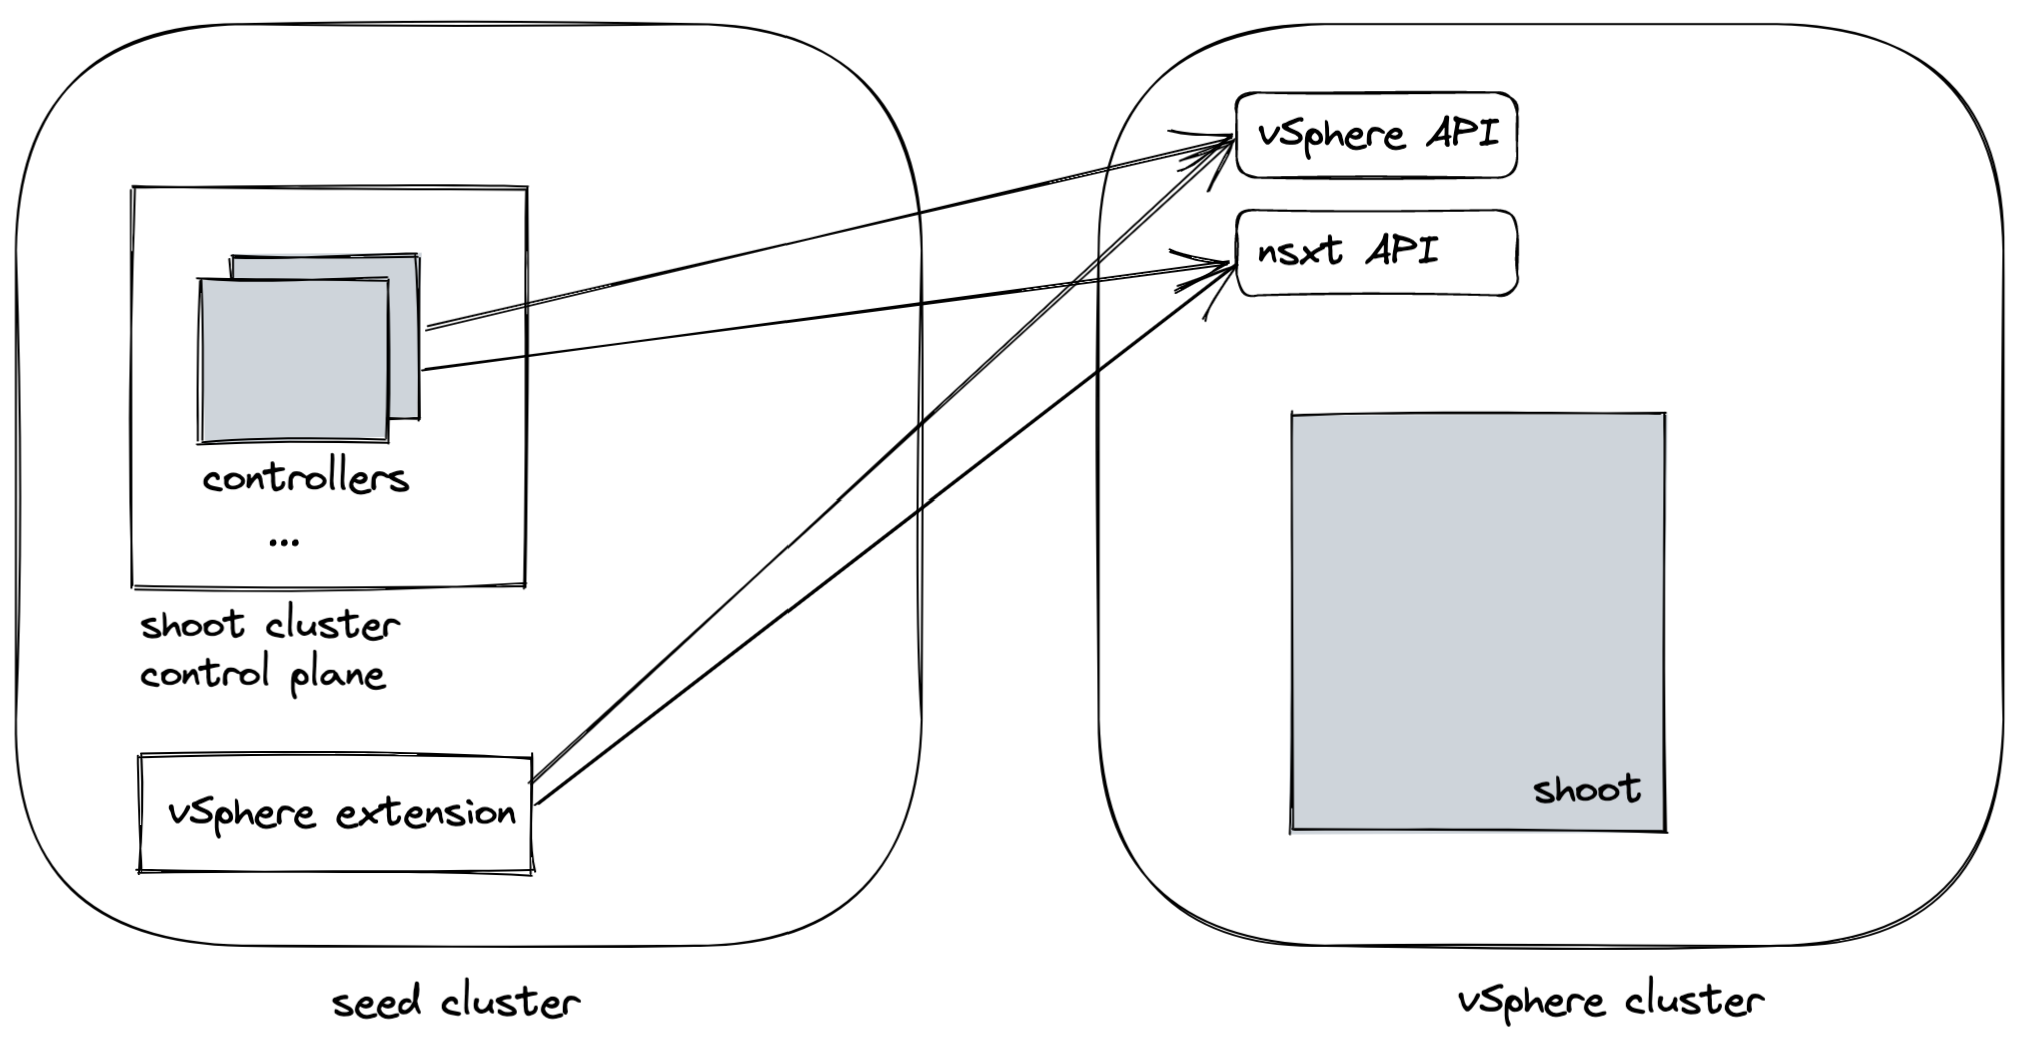 controllers
...
shoot cluster
control plane
vSphere extension
seed cluster
vSphere API
nsxt API
shoot
vSphere cluster